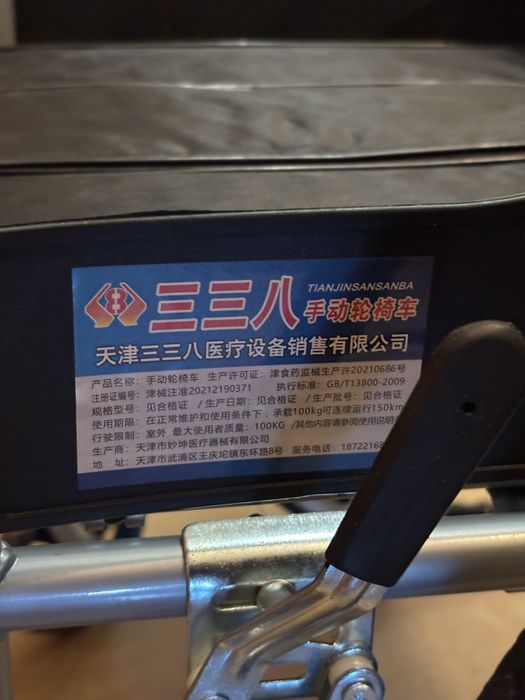 TIANJINSANSANBA
三三八 手动轮椅车
天津三三八医疗设备销售有限公司
产品名称：手动轮椅车 生产许可证：津食药监械生产许20210686号
注册证编号：津械注准20212190371 执行标准：GB/T13800-2009
规格型号：见合格证 / 生产日期：见合格证 / 生产批号：见合格证
使用期限：在正常维护和使用条件下，承载100kg可连续运行150km
行驶限制：室外 最大使用者质量：100KG /其他内容请参阅使用说明
生产商：天津市妙坤医疗器械有限公司
地 址：天津市武清区王庆坨镇东环路8号 服务电话：18722168